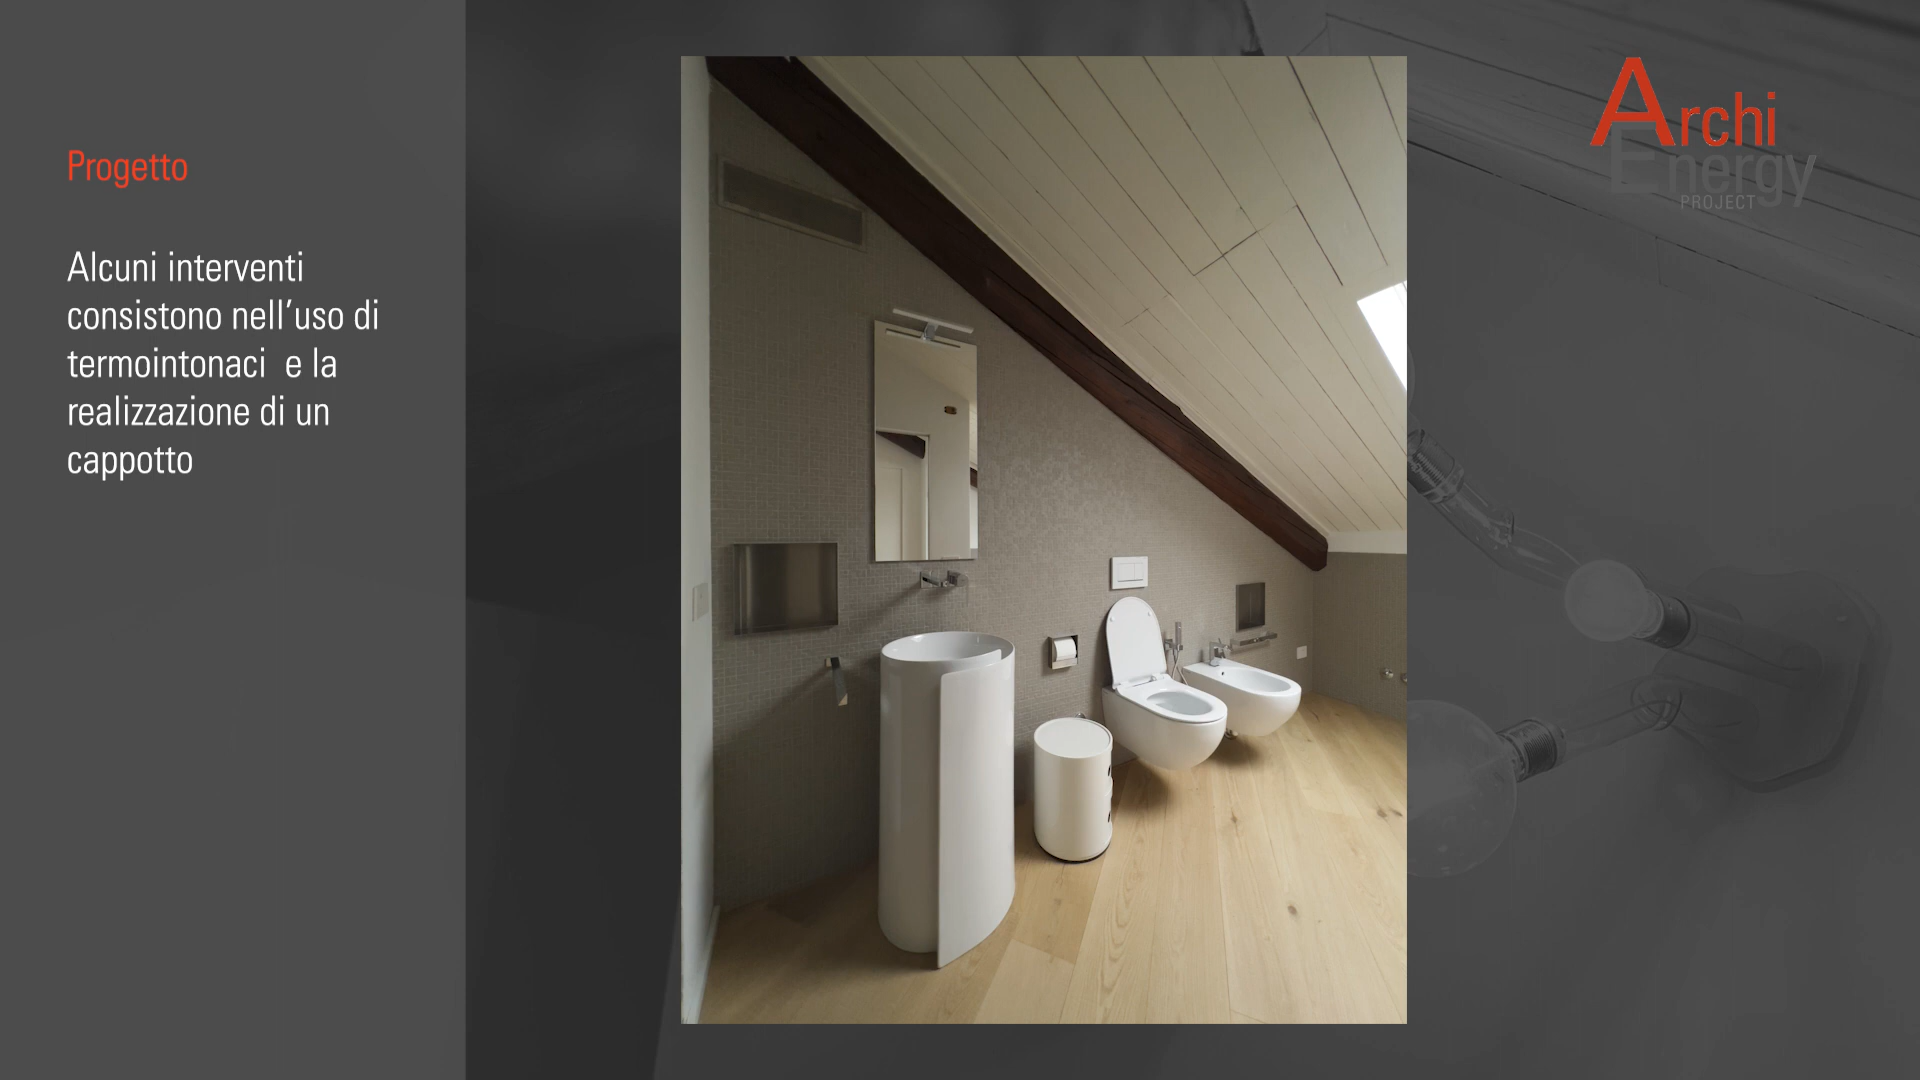 Progetto
Alcuni interventi
consistono nell’uso di
termointonaci  e la
realizzazione di un
cappotto
Archi
Energy
PROJECT